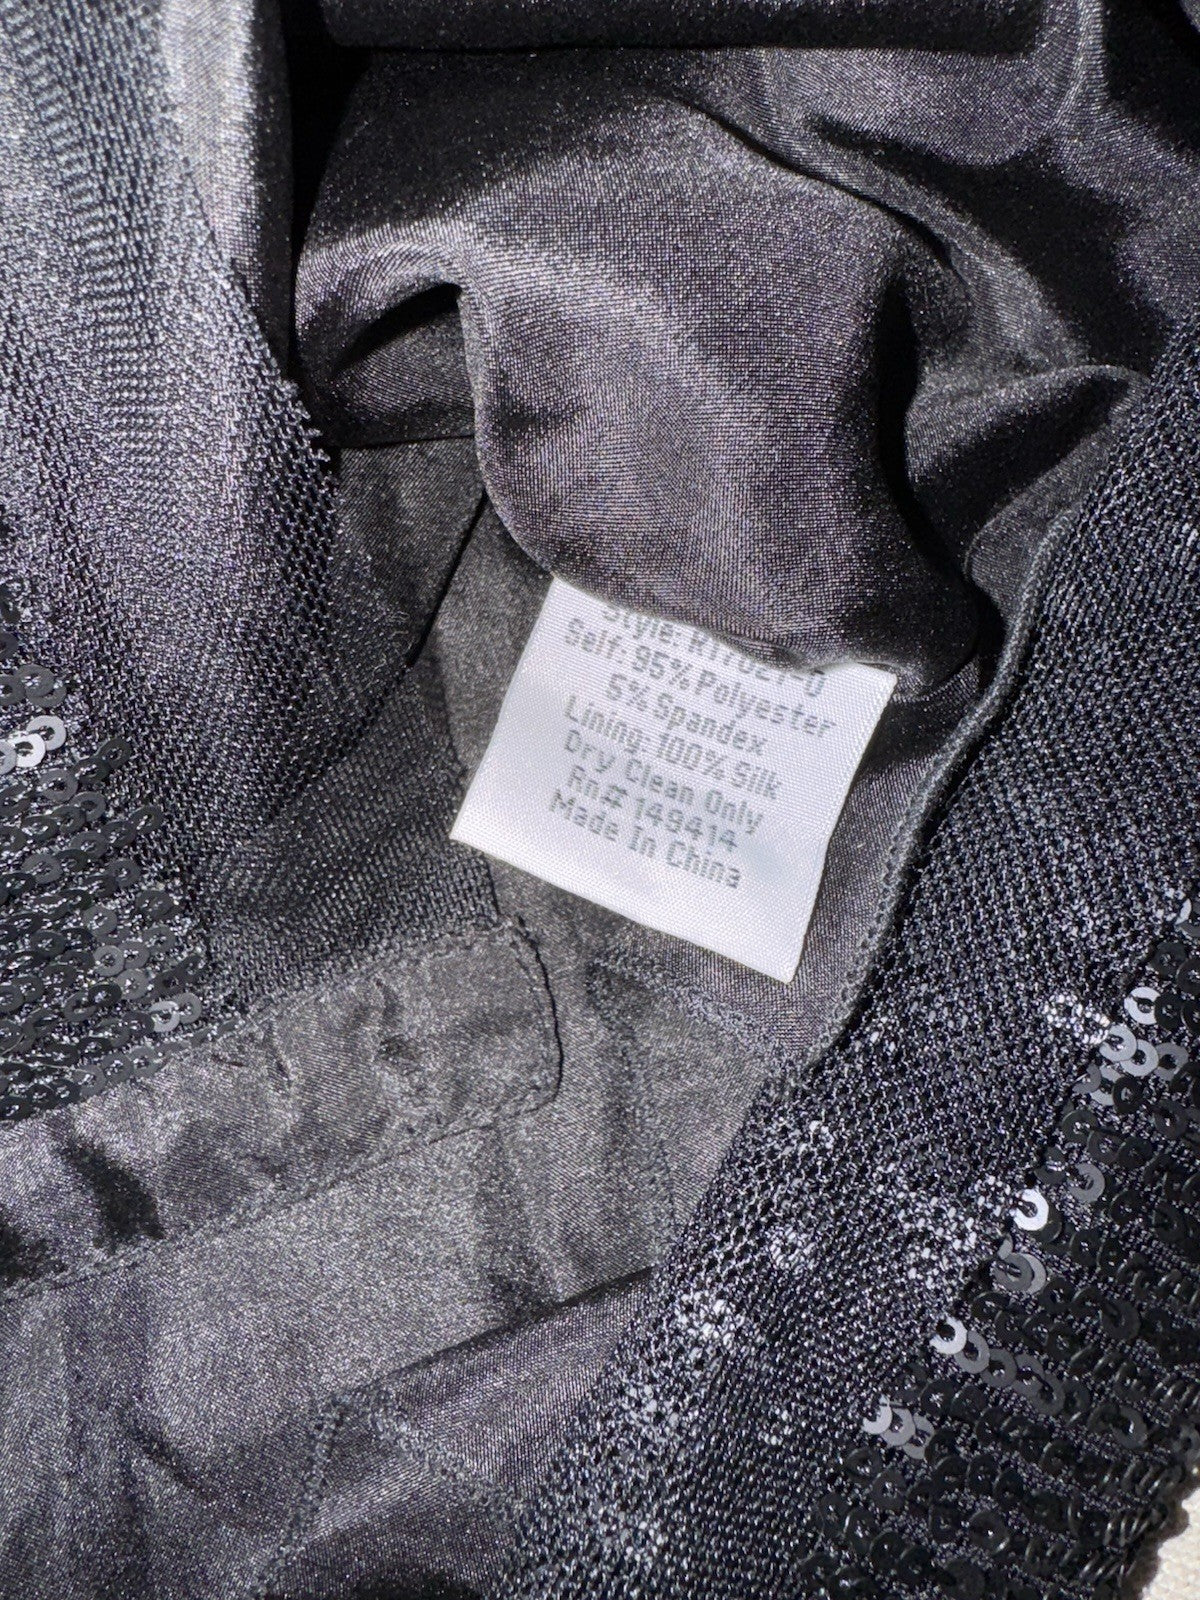 Style:
Self: 95% Polyester
5% Spandex
Lining: 100% Silk
Dry Clean Only
Rn# 149414
Made In China